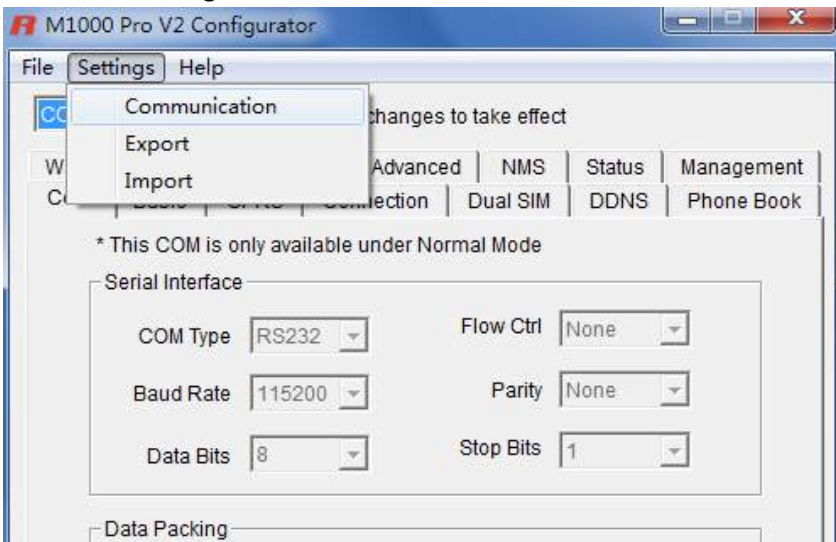 M1000 Pro V2 Configurator
File Settings Help
Communication
Export
Import
changes to take effect
Advanced NMS Status Management
Connection Dual SIM DDNS Phone Book
* This COM is only available under Normal Mode
Serial Interface
COM Type RS232 Flow Ctrl None
Baud Rate 115200 Parity None
Data Bits 8 Stop Bits 1
Data Packing